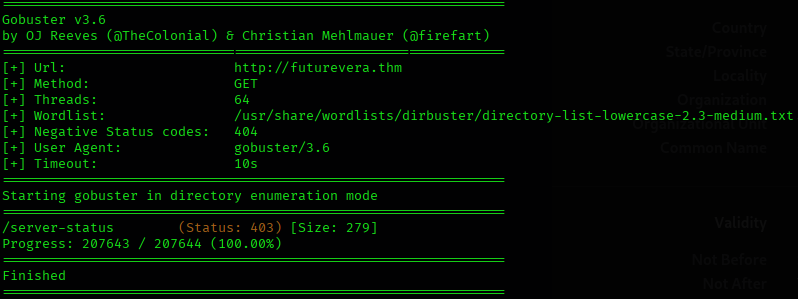 Gobuster v3.6
by OJ Reeves (@TheColonial) & Christian Mehlmauer (@firefart)
[+] Url: http://futurevera.thm
[+] Method: GET
[+] Threads: 64
[+] Wordlist: /usr/share/wordlists/dirbuster/directory-list-lowercase-2.3-medium.txt
[+] Negative Status codes: 404
[+] User Agent: gobuster/3.6
[+] Timeout: 10s
Starting gobuster in directory enumeration mode
/server-status (Status: 403) [Size: 279]
Progress: 207643 / 207644 (100.00%)
Finished
Country
State/Province
Locality
Organization
Common Name
Validity
Not Before
Not After